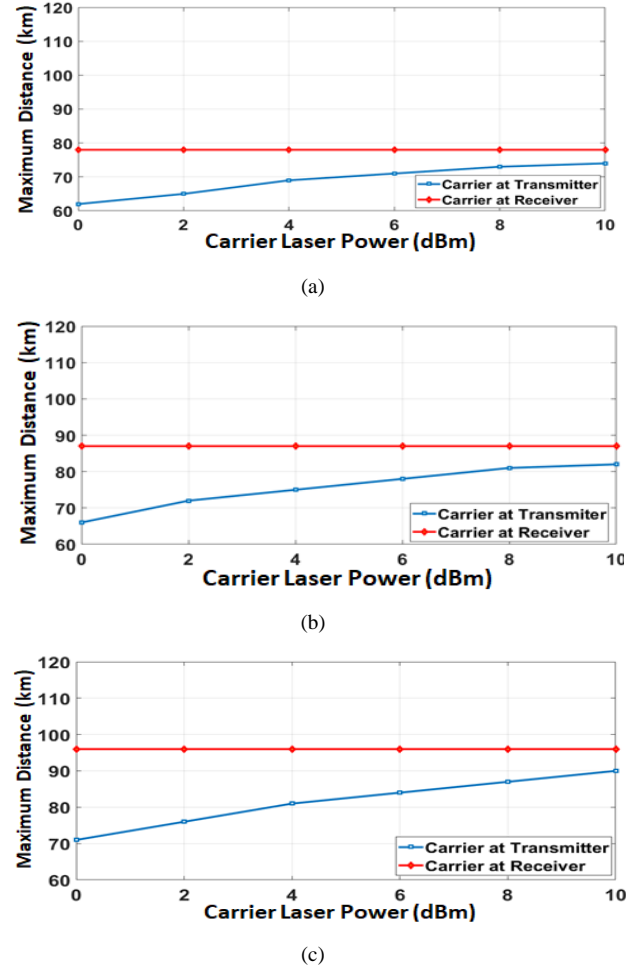 120
110
100
90
80
70
60
Maximum Distance (km)
Carrier at Transmitter
Carrier at Receiver
0 2 4 6 8 10
Carrier Laser Power (dBm)
(a)
120
110
100
90
80
70
60
Maximum Distance (km)
Carrier at Transmiter
Carrier at Receiver
0 2 4 6 8 10
Carrier Laser Power (dBm)
(b)
120
110
100
90
80
70
60
Maximum Distance (km)
Carrier at Transmitter
Carrier at Receiver
0 2 4 6 8 10
Carrier Laser Power (dBm)
(c)